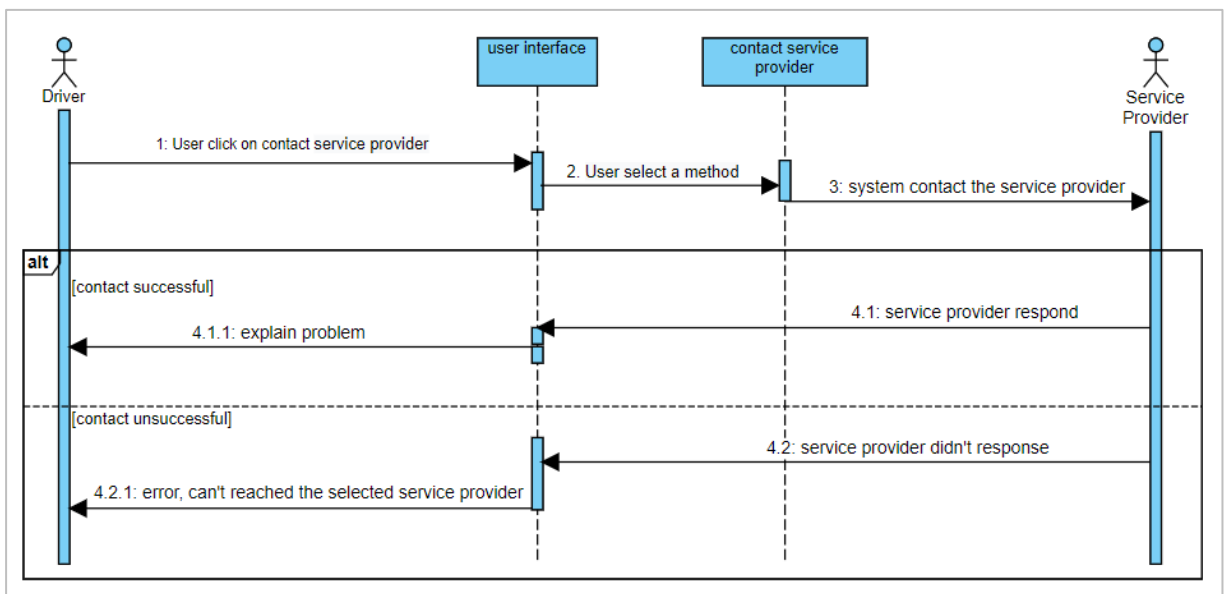 user interface
contact service
provider
Driver
Service
Provider
1: User click on contact service provider
2. User select a method
3: system contact the service provider
alt
[contact successful]
4.1: service provider respond
4.1.1: explain problem
[contact unsuccessful]
4.2: service provider didn't response
4.2.1: error, can't reached the selected service provider